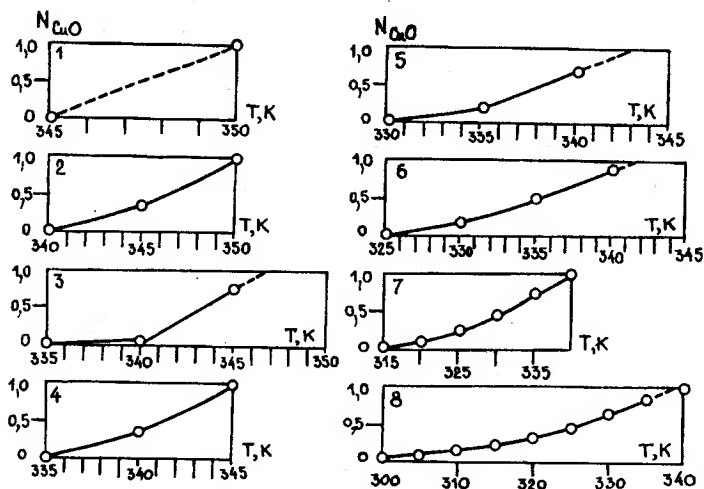 N CuO
1,0 1
0,5
0
345 350 T,K
1,0 2
0,5
0
340 345 350 T,K
1,0 3
0,5
0
335 340 345 350 T,K
1,0 4
0,5
0
335 340 345 T,K
N CuO
1,0 5
0,5
0
330 335 340 345 T,K
1,0 6
0,5
0
325 330 335 340 345 T,K
1,0 7
0,5
0
315 325 335 T,K
1,0 8
0,5
0
300 310 320 330 340 T,K